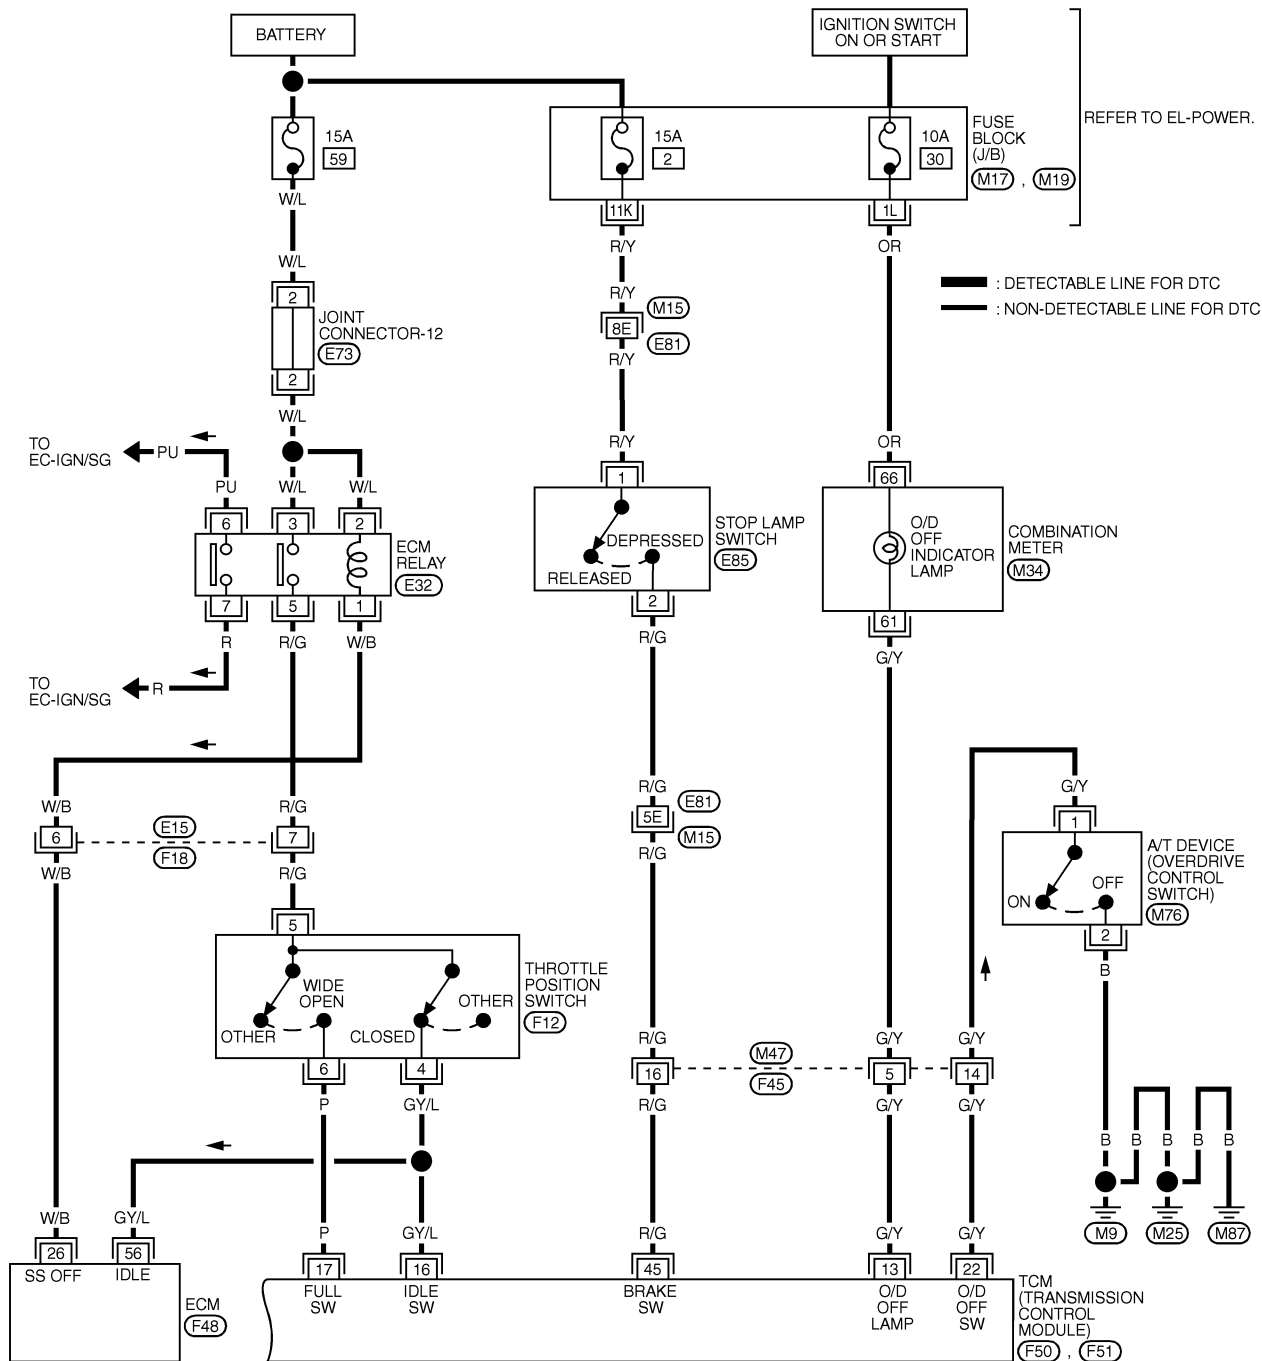 BATTERY
IGNITION SWITCH
ON OR START
REFER TO EL-POWER.
15A
59
15A
2
10A
30
FUSE
BLOCK
(J/B)
M17 , M19
W/L
11K
1L
R/Y
OR
W/L
R/Y
: DETECTABLE LINE FOR DTC
: NON-DETECTABLE LINE FOR DTC
2
JOINT
CONNECTOR-12
E73
2
M15
8E
E81
R/Y
W/L
TO
EC-IGN/SG
PU
R/Y
OR
PU
W/L
W/L
1
66
6
3
2
ECM
RELAY
E32
7
5
1
STOP LAMP
SWITCH
E85
DEPRESSED
RELEASED
2
O/D
OFF
INDICATOR
LAMP
COMBINATION
METER
M34
61
R
R/G
W/B
R/G
G/Y
TO
EC-IGN/SG
R
W/B
R/G
R/G
G/Y
6
E15
F18
7
E81
5E
M15
1
W/B
R/G
R/G
A/T DEVICE
(OVERDRIVE
CONTROL
SWITCH)
M76
OFF
ON
2
5
B
THROTTLE
POSITION
SWITCH
F12
WIDE
OPEN
OTHER
OTHER
CLOSED
6
4
R/G
G/Y
G/Y
16
M47
F45
5
14
P
GY/L
R/G
G/Y
G/Y
B
B
B
B
B
W/B
GY/L
P
GY/L
R/G
G/Y
G/Y
M9
M25
M87
26
56
17
16
45
13
22
SS OFF
IDLE
FULL
SW
IDLE
SW
BRAKE
SW
O/D
OFF
LAMP
O/D
OFF
SW
ECM
F48
TCM
(TRANSMISSION
CONTROL
MODULE)
F50 , F51